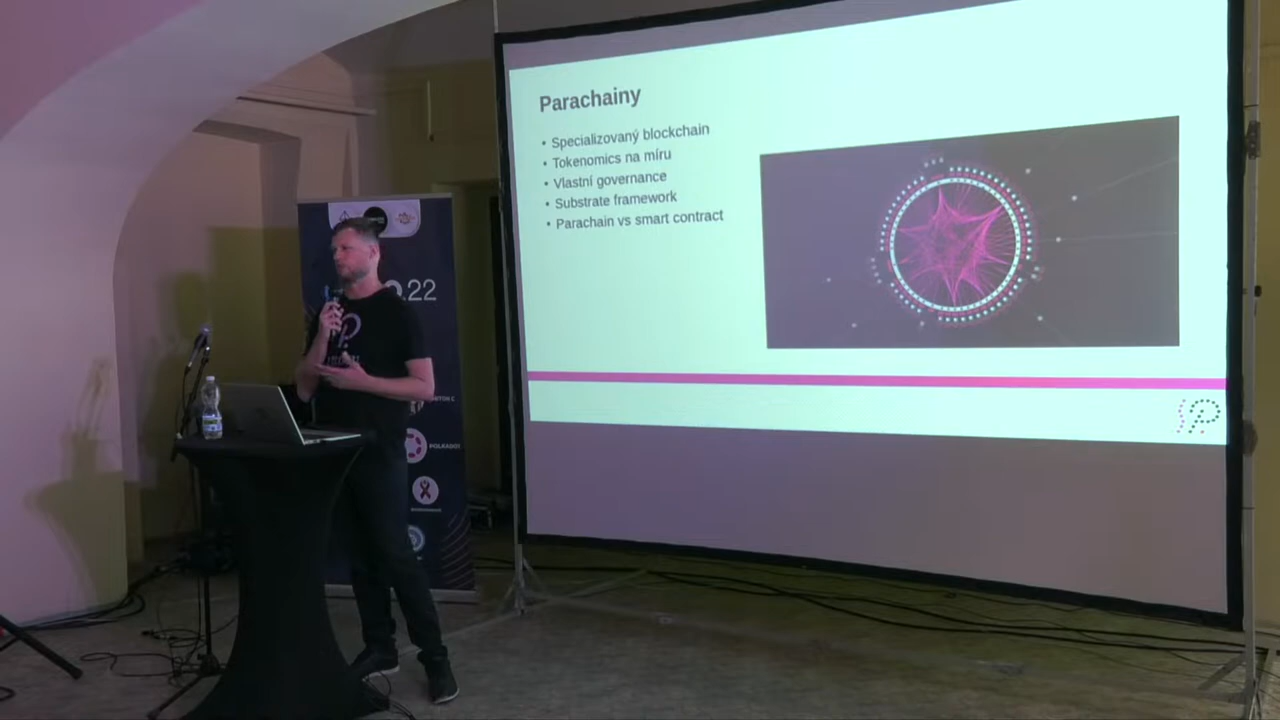 Parachainy
• Specializovaný blockchain
• Tokenomics na míru
• Vlastní governance
• Substrate framework
• Parachain vs smart contract
.22
POLKADOT